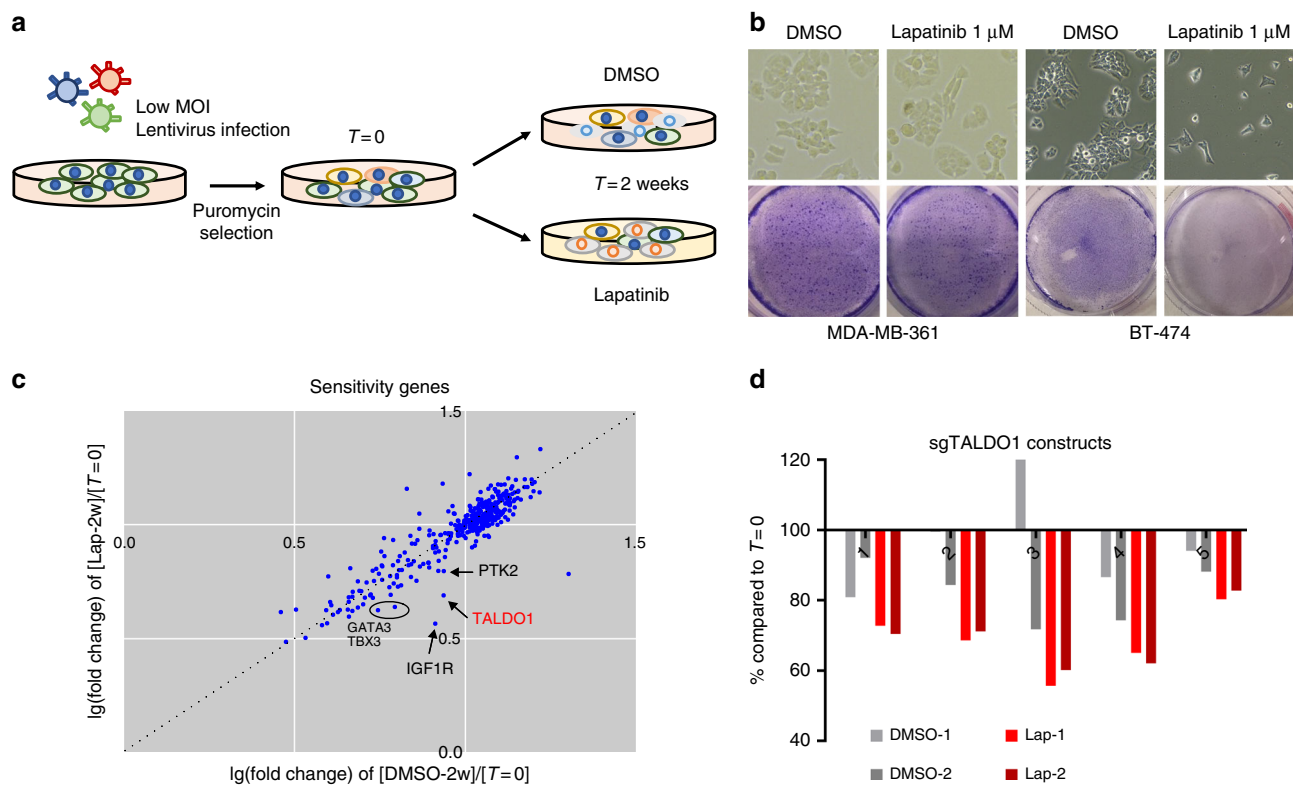 a
Low MOI
Lentivirus infection
Puromycin
selection
T=0
DMSO
T=2 weeks
Lapatinib
b
DMSO
Lapatinib 1 μM
DMSO
Lapatinib 1 μM
MDA-MB-361
BT-474
c
Sensitivity genes
lg(fold change) of [Lap-2w]/[T=0]
1.5
0.0
0.5
1.5
PTK2
TALDO1
GATA3
TBX3
0.5
IGF1R
0.0
lg(fold change) of [DMSO-2w]/[T=0]
d
sgTALDO1 constructs
% compared to T=0
120
100
80
60
40
1
2
3
4
5
DMSO-1
Lap-1
DMSO-2
Lap-2